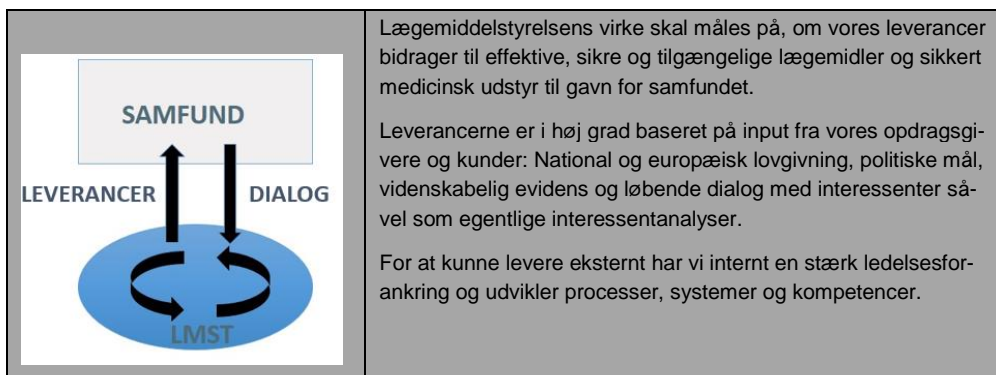 SAMFUND
LEVERANCER
DIALOG
LMST
Lægemiddelstyrelsens virke skal måles på, om vores leverancer
bidrager til effektive, sikre og tilgængelige lægemidler og sikkert
medicinsk udstyr til gavn for samfundet.
Leverancerne er i høj grad baseret på input fra vores opdragsgi-
vere og kunder: National og europæisk lovgivning, politiske mål,
videnskabelig evidens og løbende dialog med interessenter så-
vel som egentlige interessentanalyser.
For at kunne levere eksternt har vi internt en stærk ledelsesfor-
ankring og udvikler processer, systemer og kompetencer.